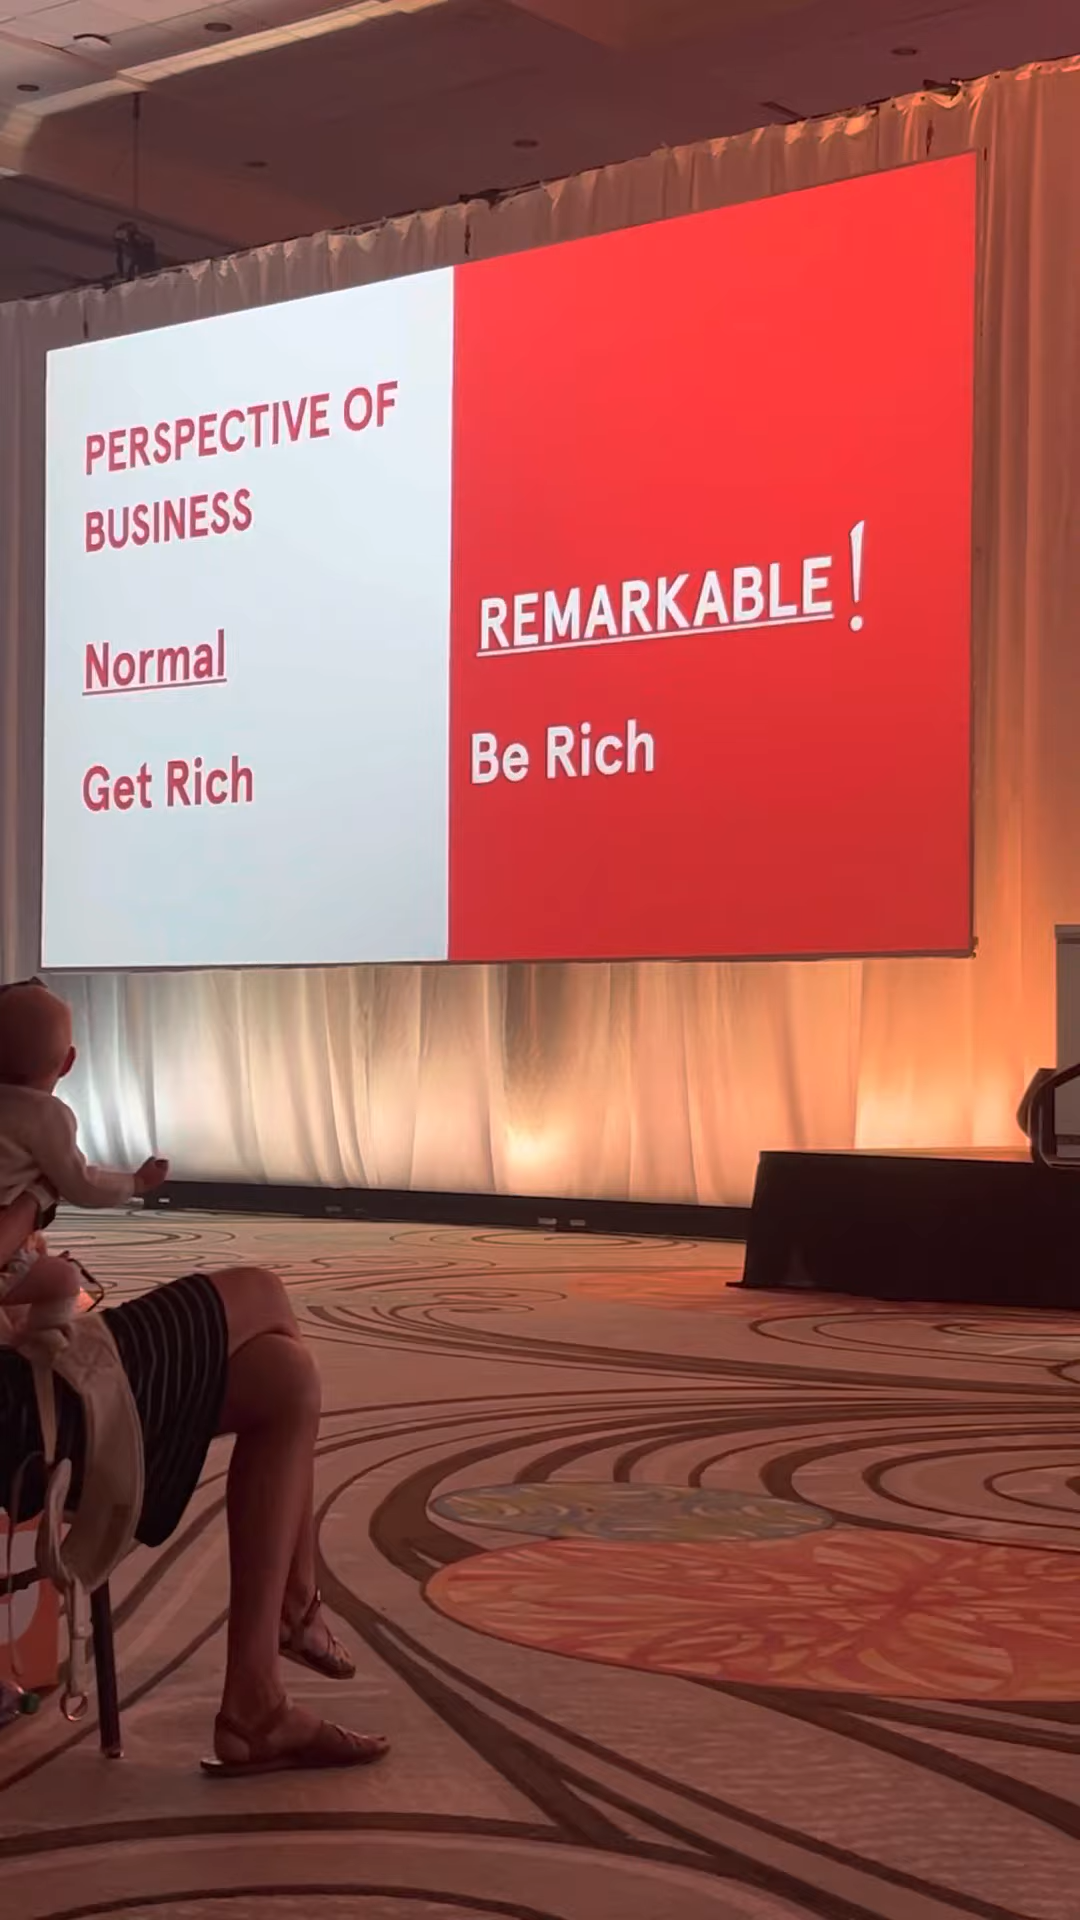 PERSPECTIVE OF
BUSINESS
Normal
Get Rich
REMARKABLE!
Be Rich